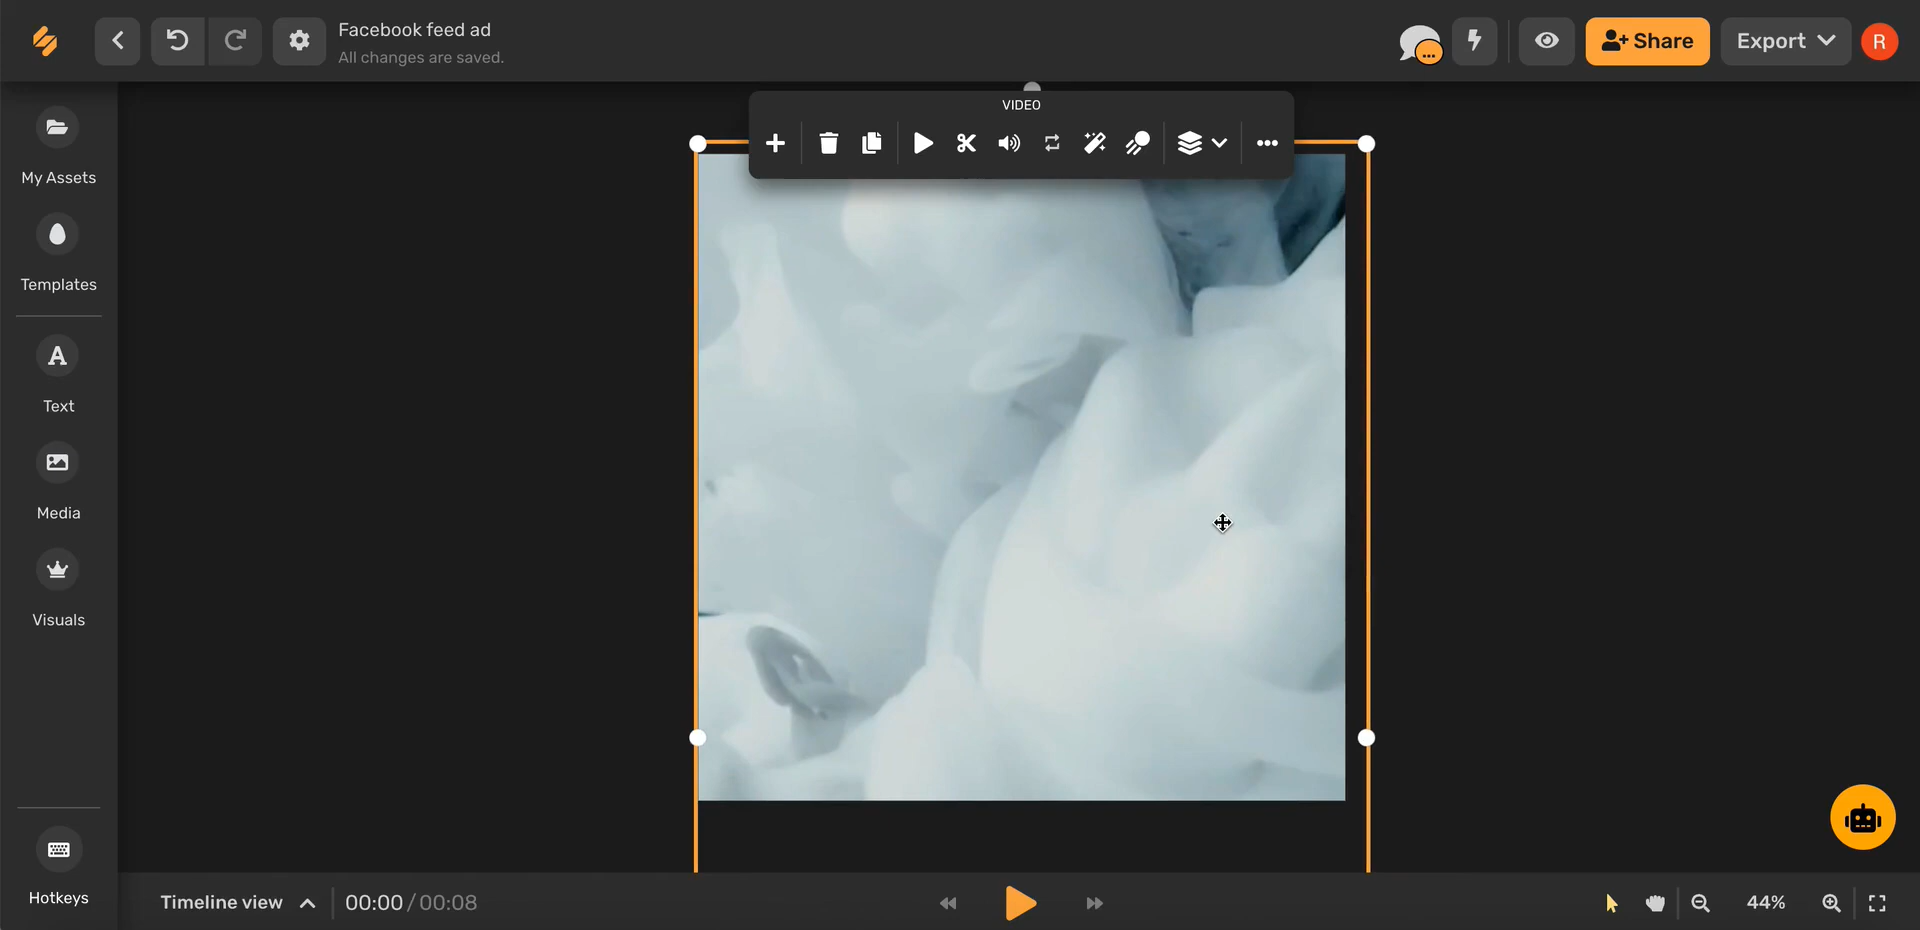 Facebook feed ad
All changes are saved.
Share
Export
R
VIDEO
My Assets
Templates
A
Text
Media
Visuals
Hotkeys
Timeline view
00:00 / 00:08
44%